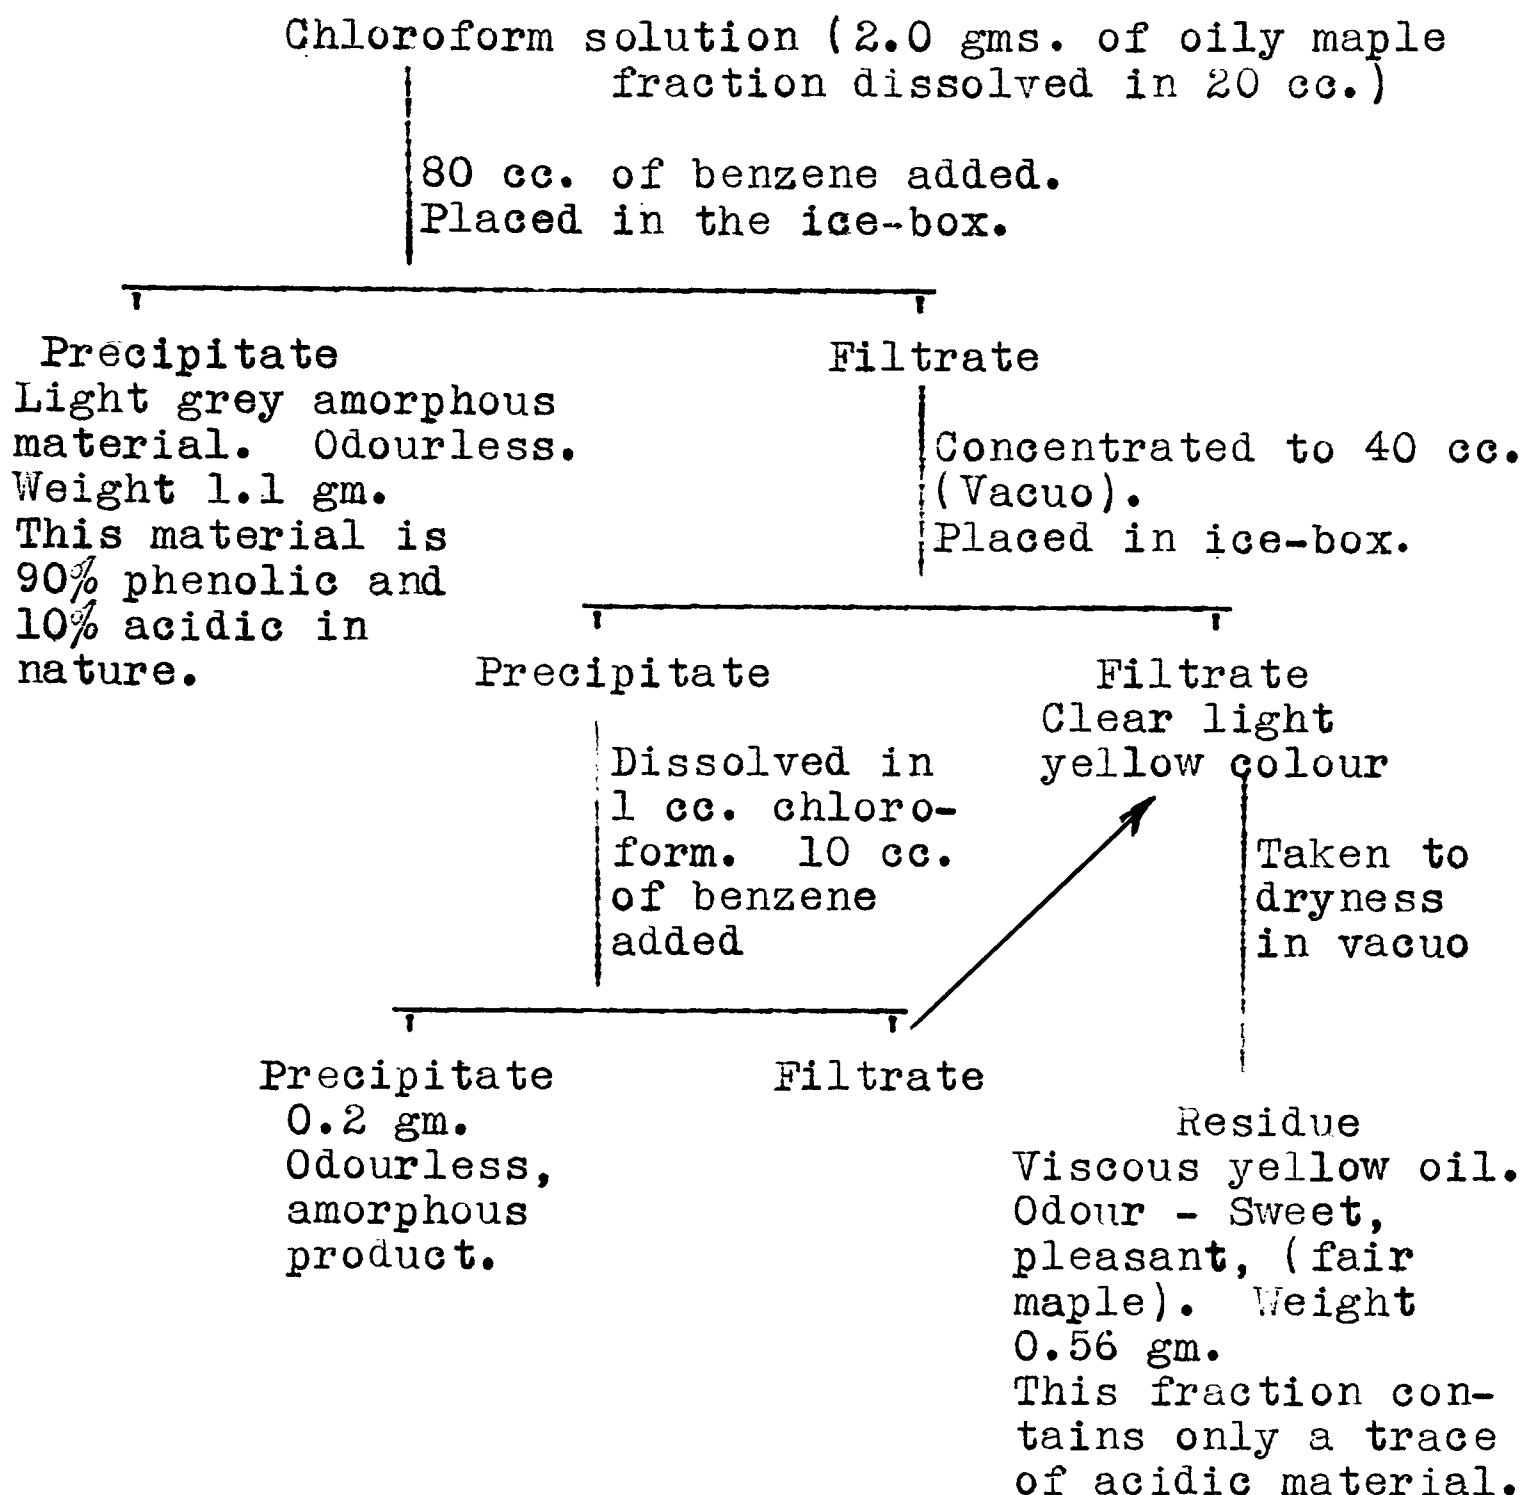 Chloroform solution (2.0 gms. of oily maple
fraction dissolved in 20 cc.)
80 cc. of benzene added.
Placed in the ice-box.
Precipitate
Light grey amorphous
material. Odourless.
Weight 1.1 gm.
This material is
90% phenolic and
10% acidic in
nature.
Filtrate
Concentrated to 40 cc.
(Vacuo).
Placed in ice-box.
Precipitate
Dissolved in
1 cc. chloro-
form. 10 cc.
of benzene
added
Filtrate
Clear light
yellow colour
Taken to
dryness
in vacuo
Precipitate
0.2 gm.
Odourless,
amorphous
product.
Filtrate
Residue
Viscous yellow oil.
Odour - Sweet,
pleasant, (fair
maple). Weight
0.56 gm.
This fraction con-
tains only a trace
of acidic material.